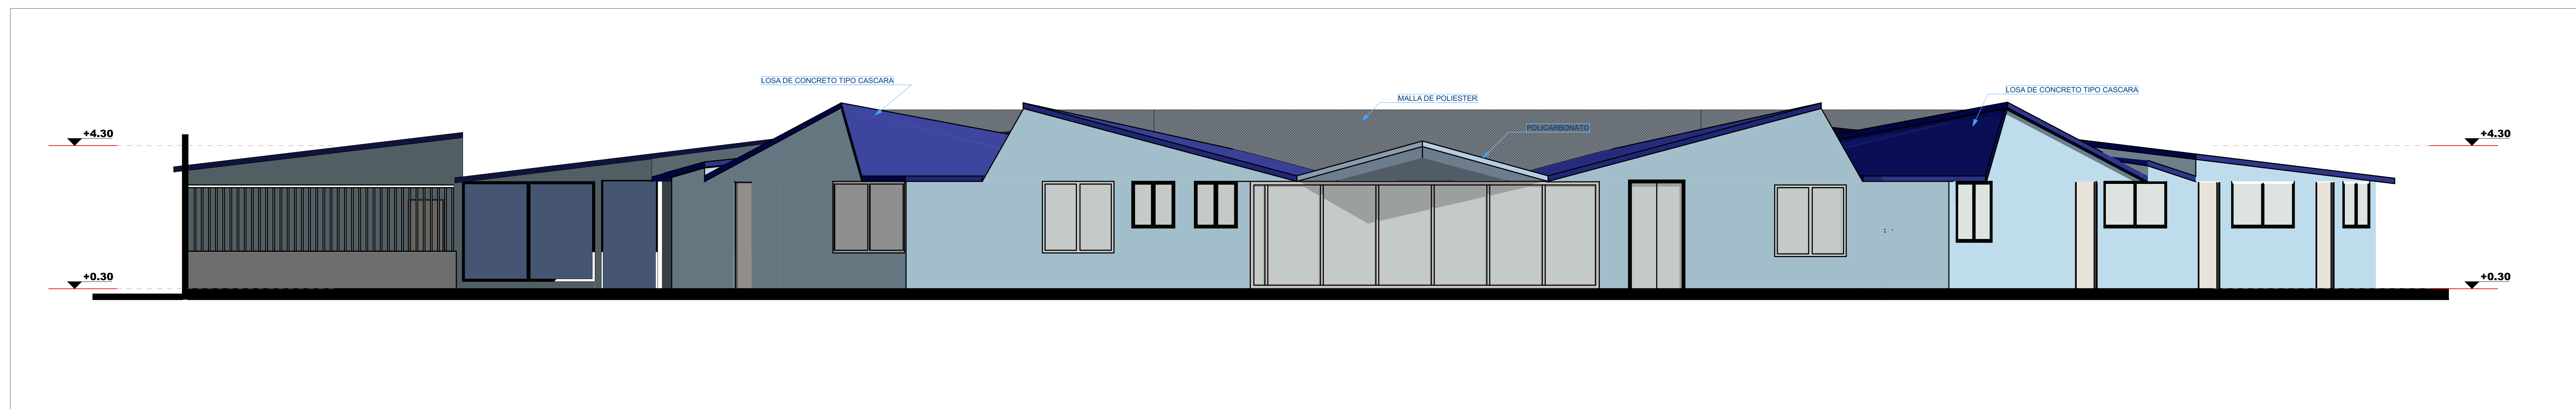 LOSA DE CONCRETO TIPO CASCARA
LOSA DE CONCRETO TIPO CASCARA
MALLA DE POLIESTER
POLICARBONATO
+4.30
+4.30
+0.30
+0.30